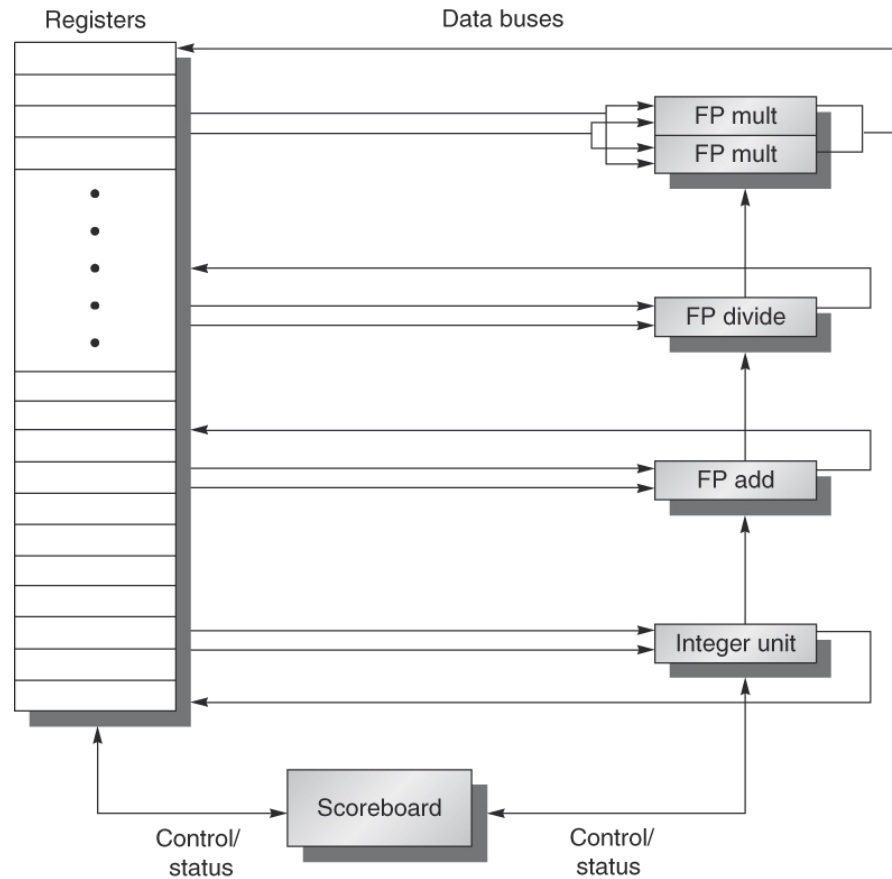 Registers
Data buses
FP mult
FP mult
FP divide
FP add
Integer unit
Scoreboard
Control/
status
Control/
status